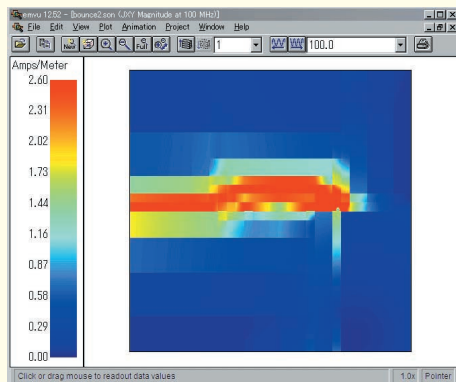 emvu 12.52 - [bounce2.son (JXY Magnitude at 100 MHz)]
File Edit View Plot Animation Project Window Help
New Full 1 100.0
Amps/Meter
2.60
2.31
2.02
1.73
1.44
1.16
0.87
0.58
0.29
0.00
Click or drag mouse to readout data values 1.0x Pointer